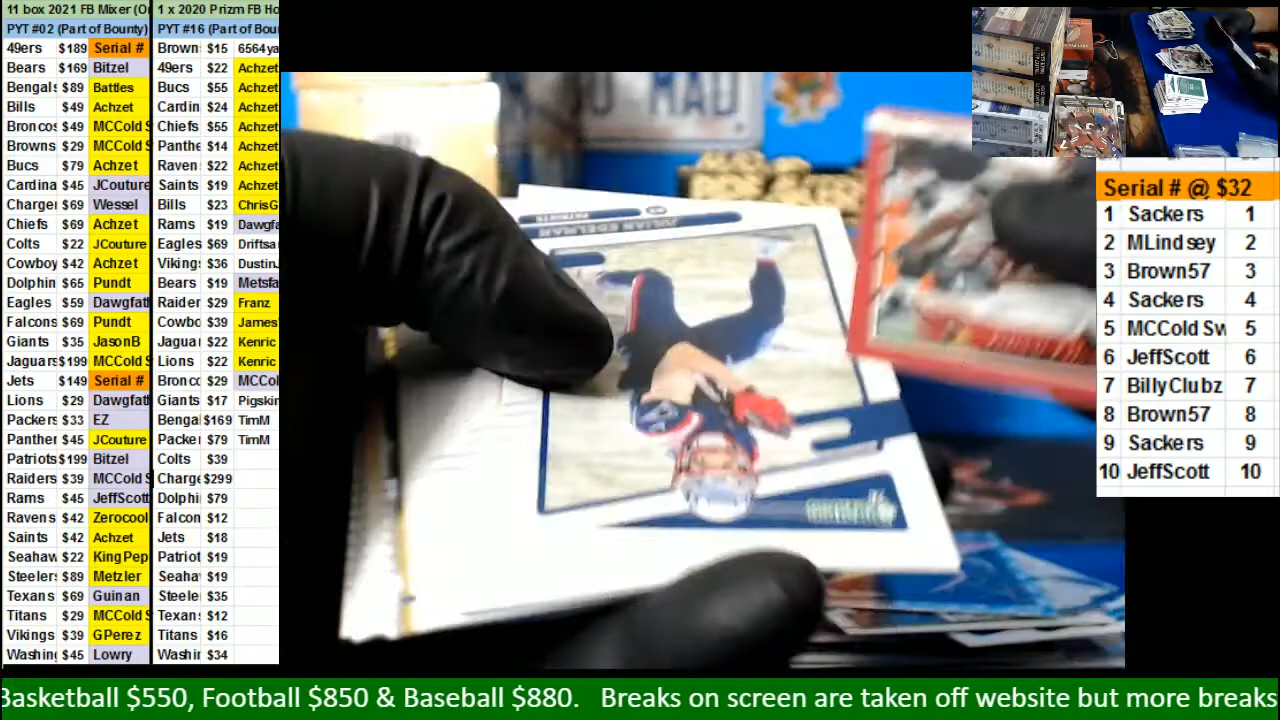 11 box 2021 FB Mixer (O
PYT #02 (Part of Bounty)
49ers $189 Serial #
Bears $169 Bitzel
Bengals $89 Battles
Bills $49 Achzet
Broncos $49 MCCold S
Browns $29 MCCold S
Bucs $79 Achzet
Cardina $45 JCouture
Charge $69 Wessel
Chiefs $69 Achzet
Colts $22 JCouture
Cowboy $42 Achzet
Dolphin $65 Pundt
Eagles $59 Dawgfath
Falcons $69 Pundt
Giants $35 JasonB
Jaguars $199 MCCold S
Jets $149 Serial #
Lions $29 Dawgfath
Packers $33 EZ
Panther $45 JCouture
Patriots $199 Bitzel
Raiders $39 MCCold S
Rams $45 JeffScott
Ravens $42 Zerocool
Saints $42 Achzet
Seahaw $22 KingPep
Steelers $89 Metzler
Texans $69 Guinan
Titans $29 MCCold S
Vikings $39 GPerez
Washin $45 Lowry
1 x 2020 Prizm FB Ho
PYT #16 (Part of Boun
Brown $15 6564ya
49ers $22 Achzet
Bucs $55 Achzet
Cardin $24 Achzet
Chiefs $55 Achzet
Panthe $14 Achzet
Raven $22 Achzet
Saints $19 Achzet
Bills $23 ChrisG
Rams $19 Dawgfa
Eagles $69 Driftsa
Viking $36 DustinJ
Bears $19 Metsfa
Raider $29 Franz
Cowbo $39 James
Jaguar $22 Kenric
Lions $22 Kenric
Bronco $29 MCCol
Giants $17 Pigskin
Benga $169 TimM
Packe $79 TimM
Colts $39
Charge $299
Dolphi $79
Falcon $12
Jets $18
Patriot $19
Seaha $19
Steele $35
Texans $12
Titans $16
Washi $34
MAD
JULIAN EDELMAN
PATRIOTS
Serial # @ $32
1 Sackers 1
2 MLindsey 2
3 Brown57 3
4 Sackers 4
5 MCCold Sw 5
6 JeffScott 6
7 BillyClubz 7
8 Brown57 8
9 Sackers 9
10 JeffScott 10
Basketball $550, Football $850 & Baseball $880. Breaks on screen are taken off website but more breaks